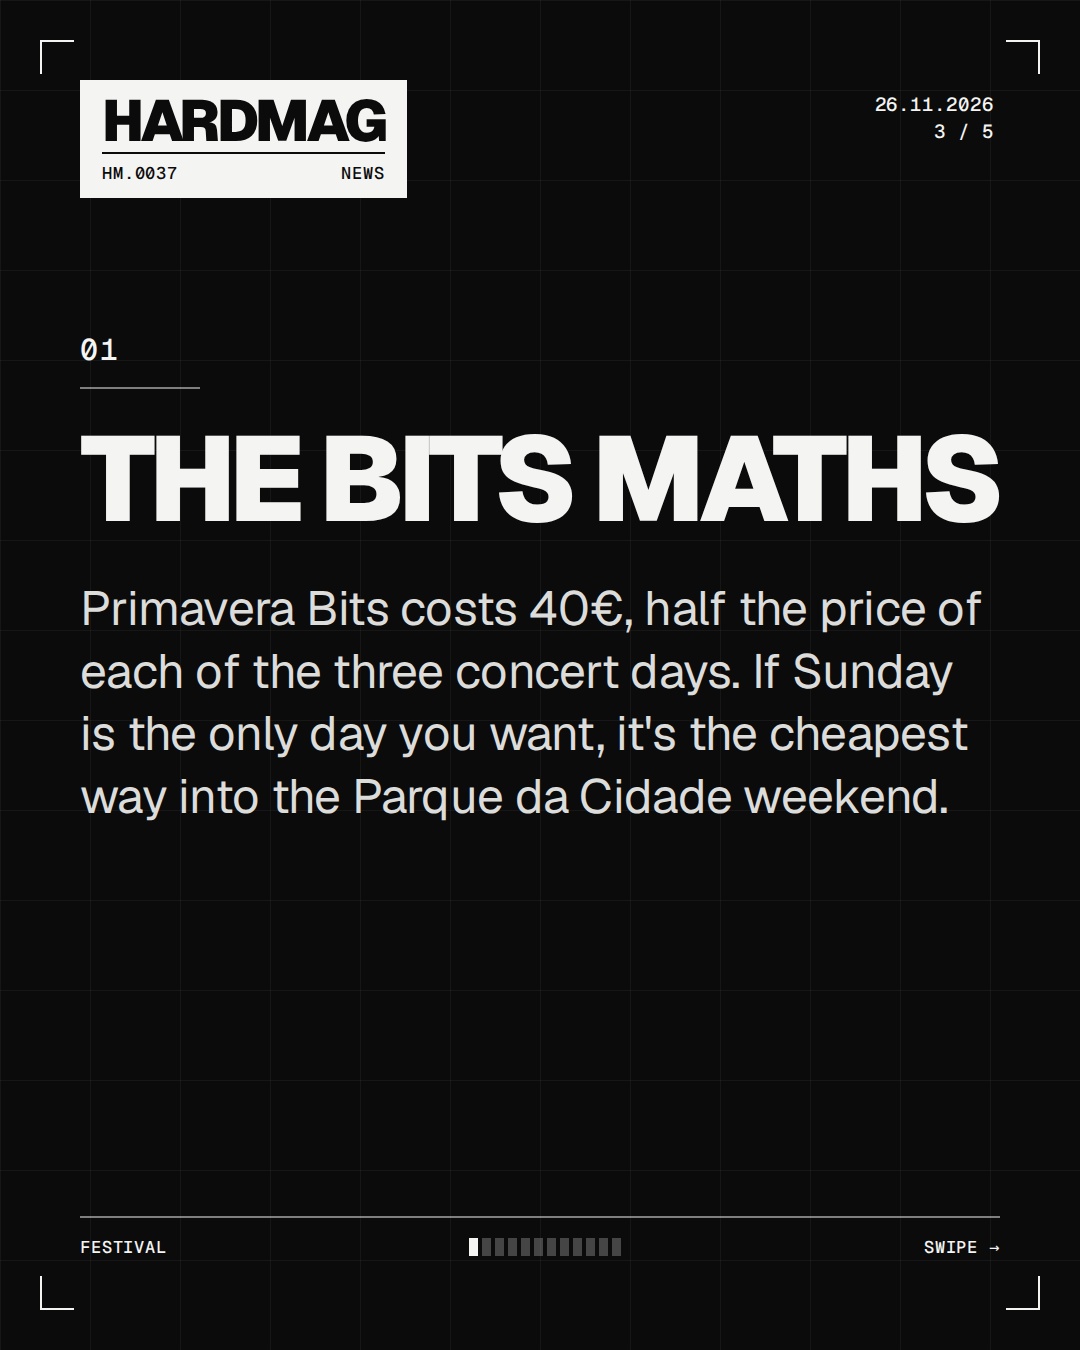 HARDMAG
HM.0037 NEWS
26.11.2026
3 / 5
01
THE BITS MATHS
Primavera Bits costs 40€, half the price of
each of the three concert days. If Sunday
is the only day you want, it's the cheapest
way into the Parque da Cidade weekend.
FESTIVAL
SWIPE →